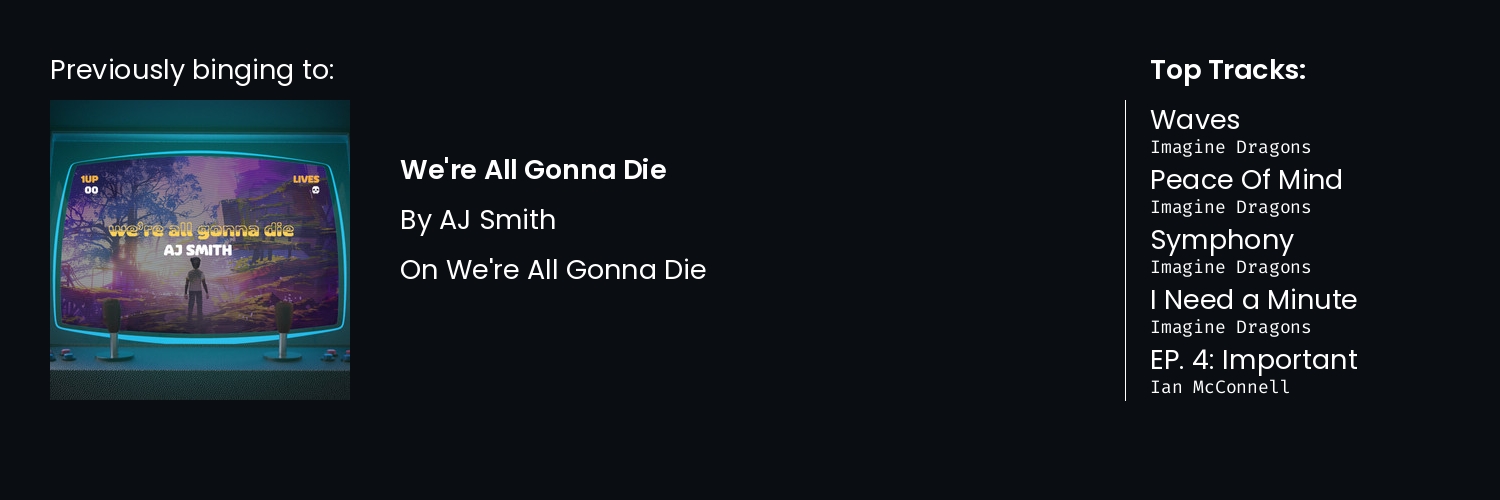 Previously binging to:
1UP
00
LIVES
we're all gonna die
AJ SMITH
We're All Gonna Die
By AJ Smith
On We're All Gonna Die
Top Tracks:
Waves
Imagine Dragons
Peace Of Mind
Imagine Dragons
Symphony
Imagine Dragons
I Need a Minute
Imagine Dragons
EP. 4: Important
Ian McConnell